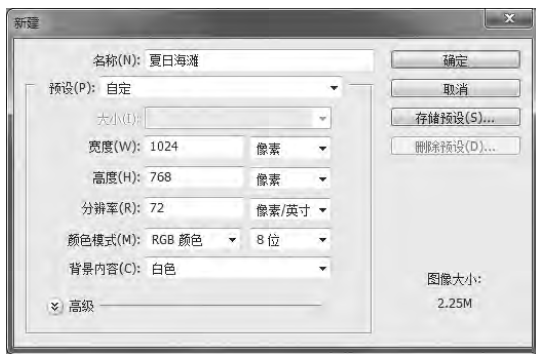 新建
名称(N): 夏日海滩
确定
预设(P): 自定
取消
大小(I):
存储预设(S)...
宽度(W): 1024 像素
删除预设(D)...
高度(H): 768 像素
分辨率(R): 72 像素/英寸
颜色模式(M): RGB 颜色 8 位
背景内容(C): 白色
图像大小:
高级
2.25M